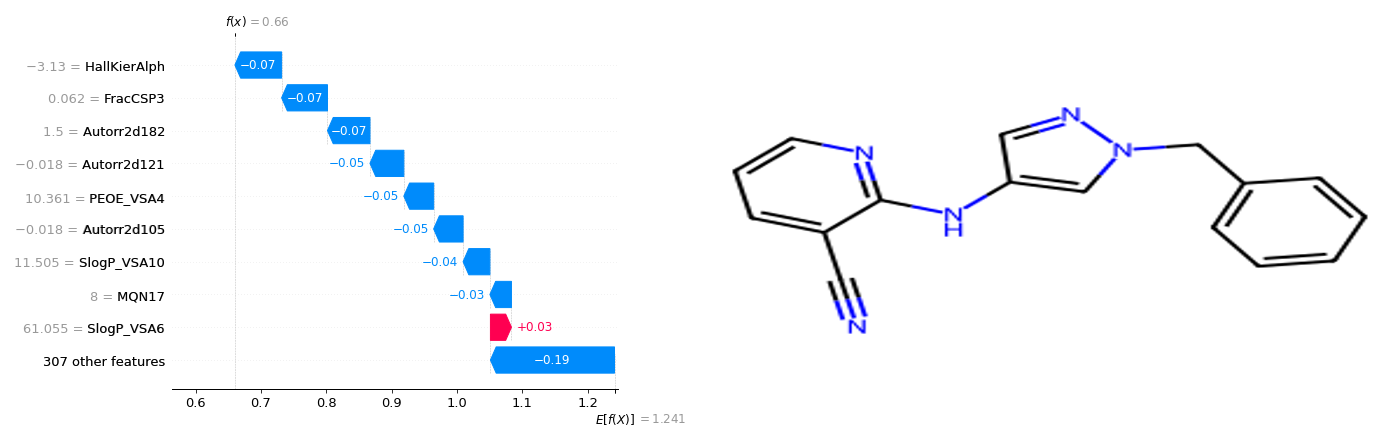 f(x) = 0.66
−3.13 = HallKierAlph −0.07
0.062 = FracCSP3 −0.07
1.5 = Autorr2d182 −0.07
−0.018 = Autorr2d121 −0.05
10.361 = PEOE_VSA4 −0.05
−0.018 = Autorr2d105 −0.05
11.505 = SlogP_VSA10 −0.04
8 = MQN17 −0.03
61.055 = SlogP_VSA6 +0.03
307 other features −0.19
0.6 0.7 0.8 0.9 1.0 1.1 1.2
E[f(X)] = 1.241
N
N
N
N
H
N